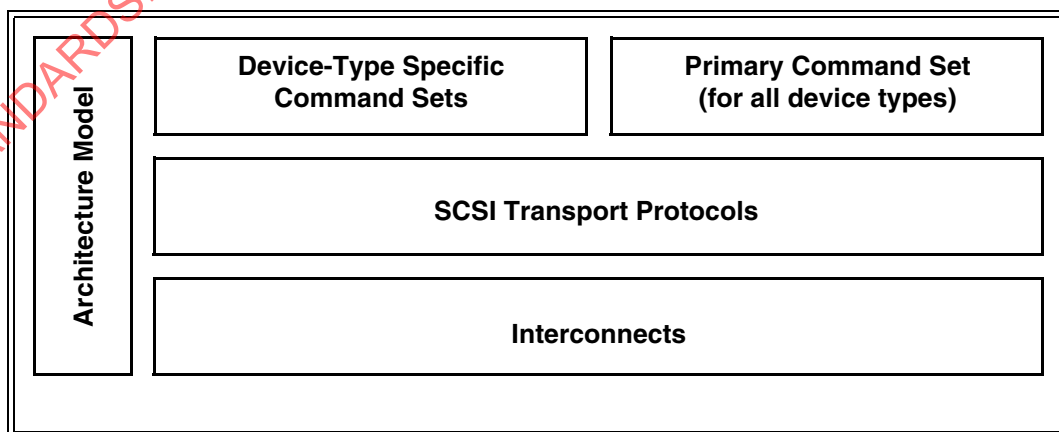 Architecture Model
Device-Type Specific
Command Sets
Primary Command Set
(for all device types)
SCSI Transport Protocols
Interconnects